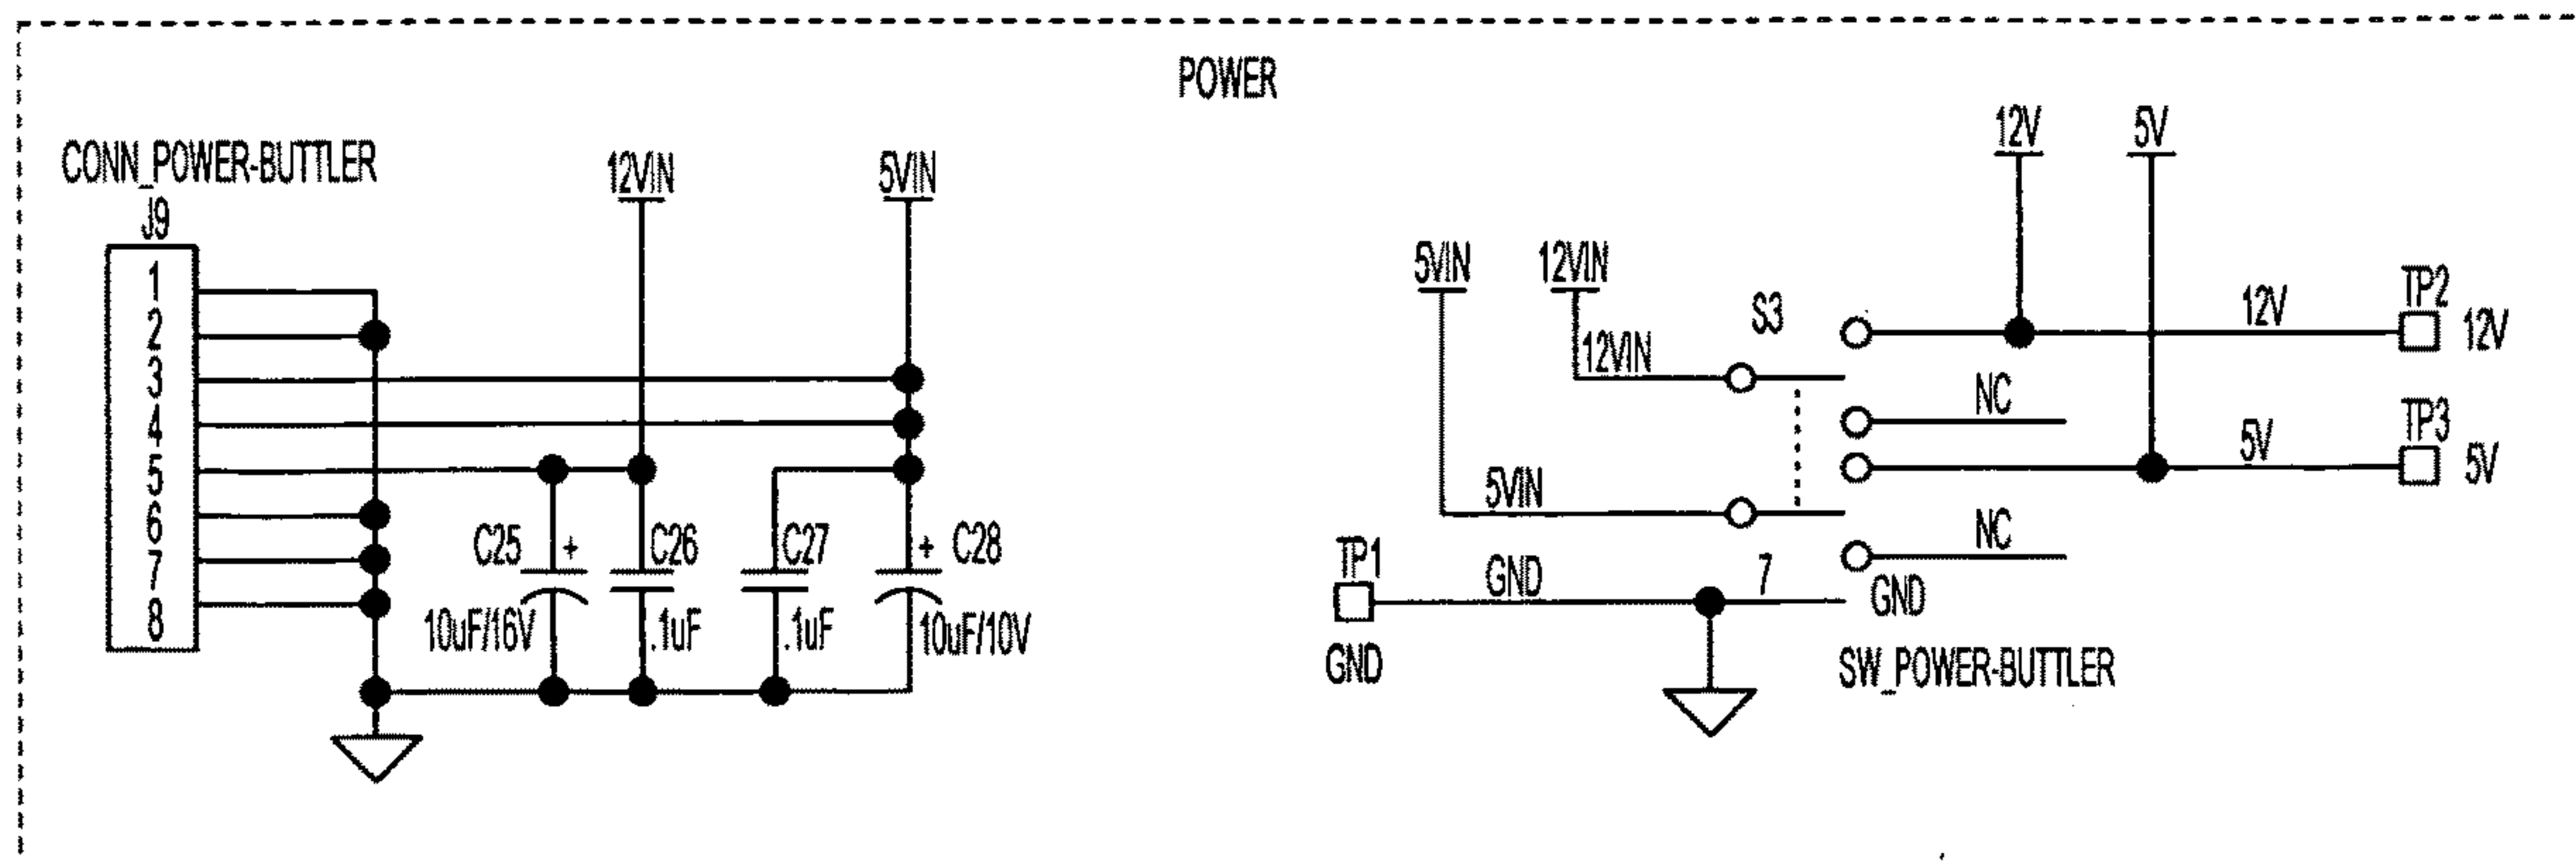 POWER
CONN_POWER-BUTTLER
J9
1
2
3
4
5
6
7
8
12VIN
5VIN
C25
+
10uF/16V
C26
.1uF
C27
.1uF
+
C28
10uF/10V
5VIN
12VIN
12VIN
5VIN
S3
12V
5V
12V
TP2
12V
NC
5V
TP3
5V
NC
TP1
GND
GND
7
GND
SW_POWER-BUTTLER